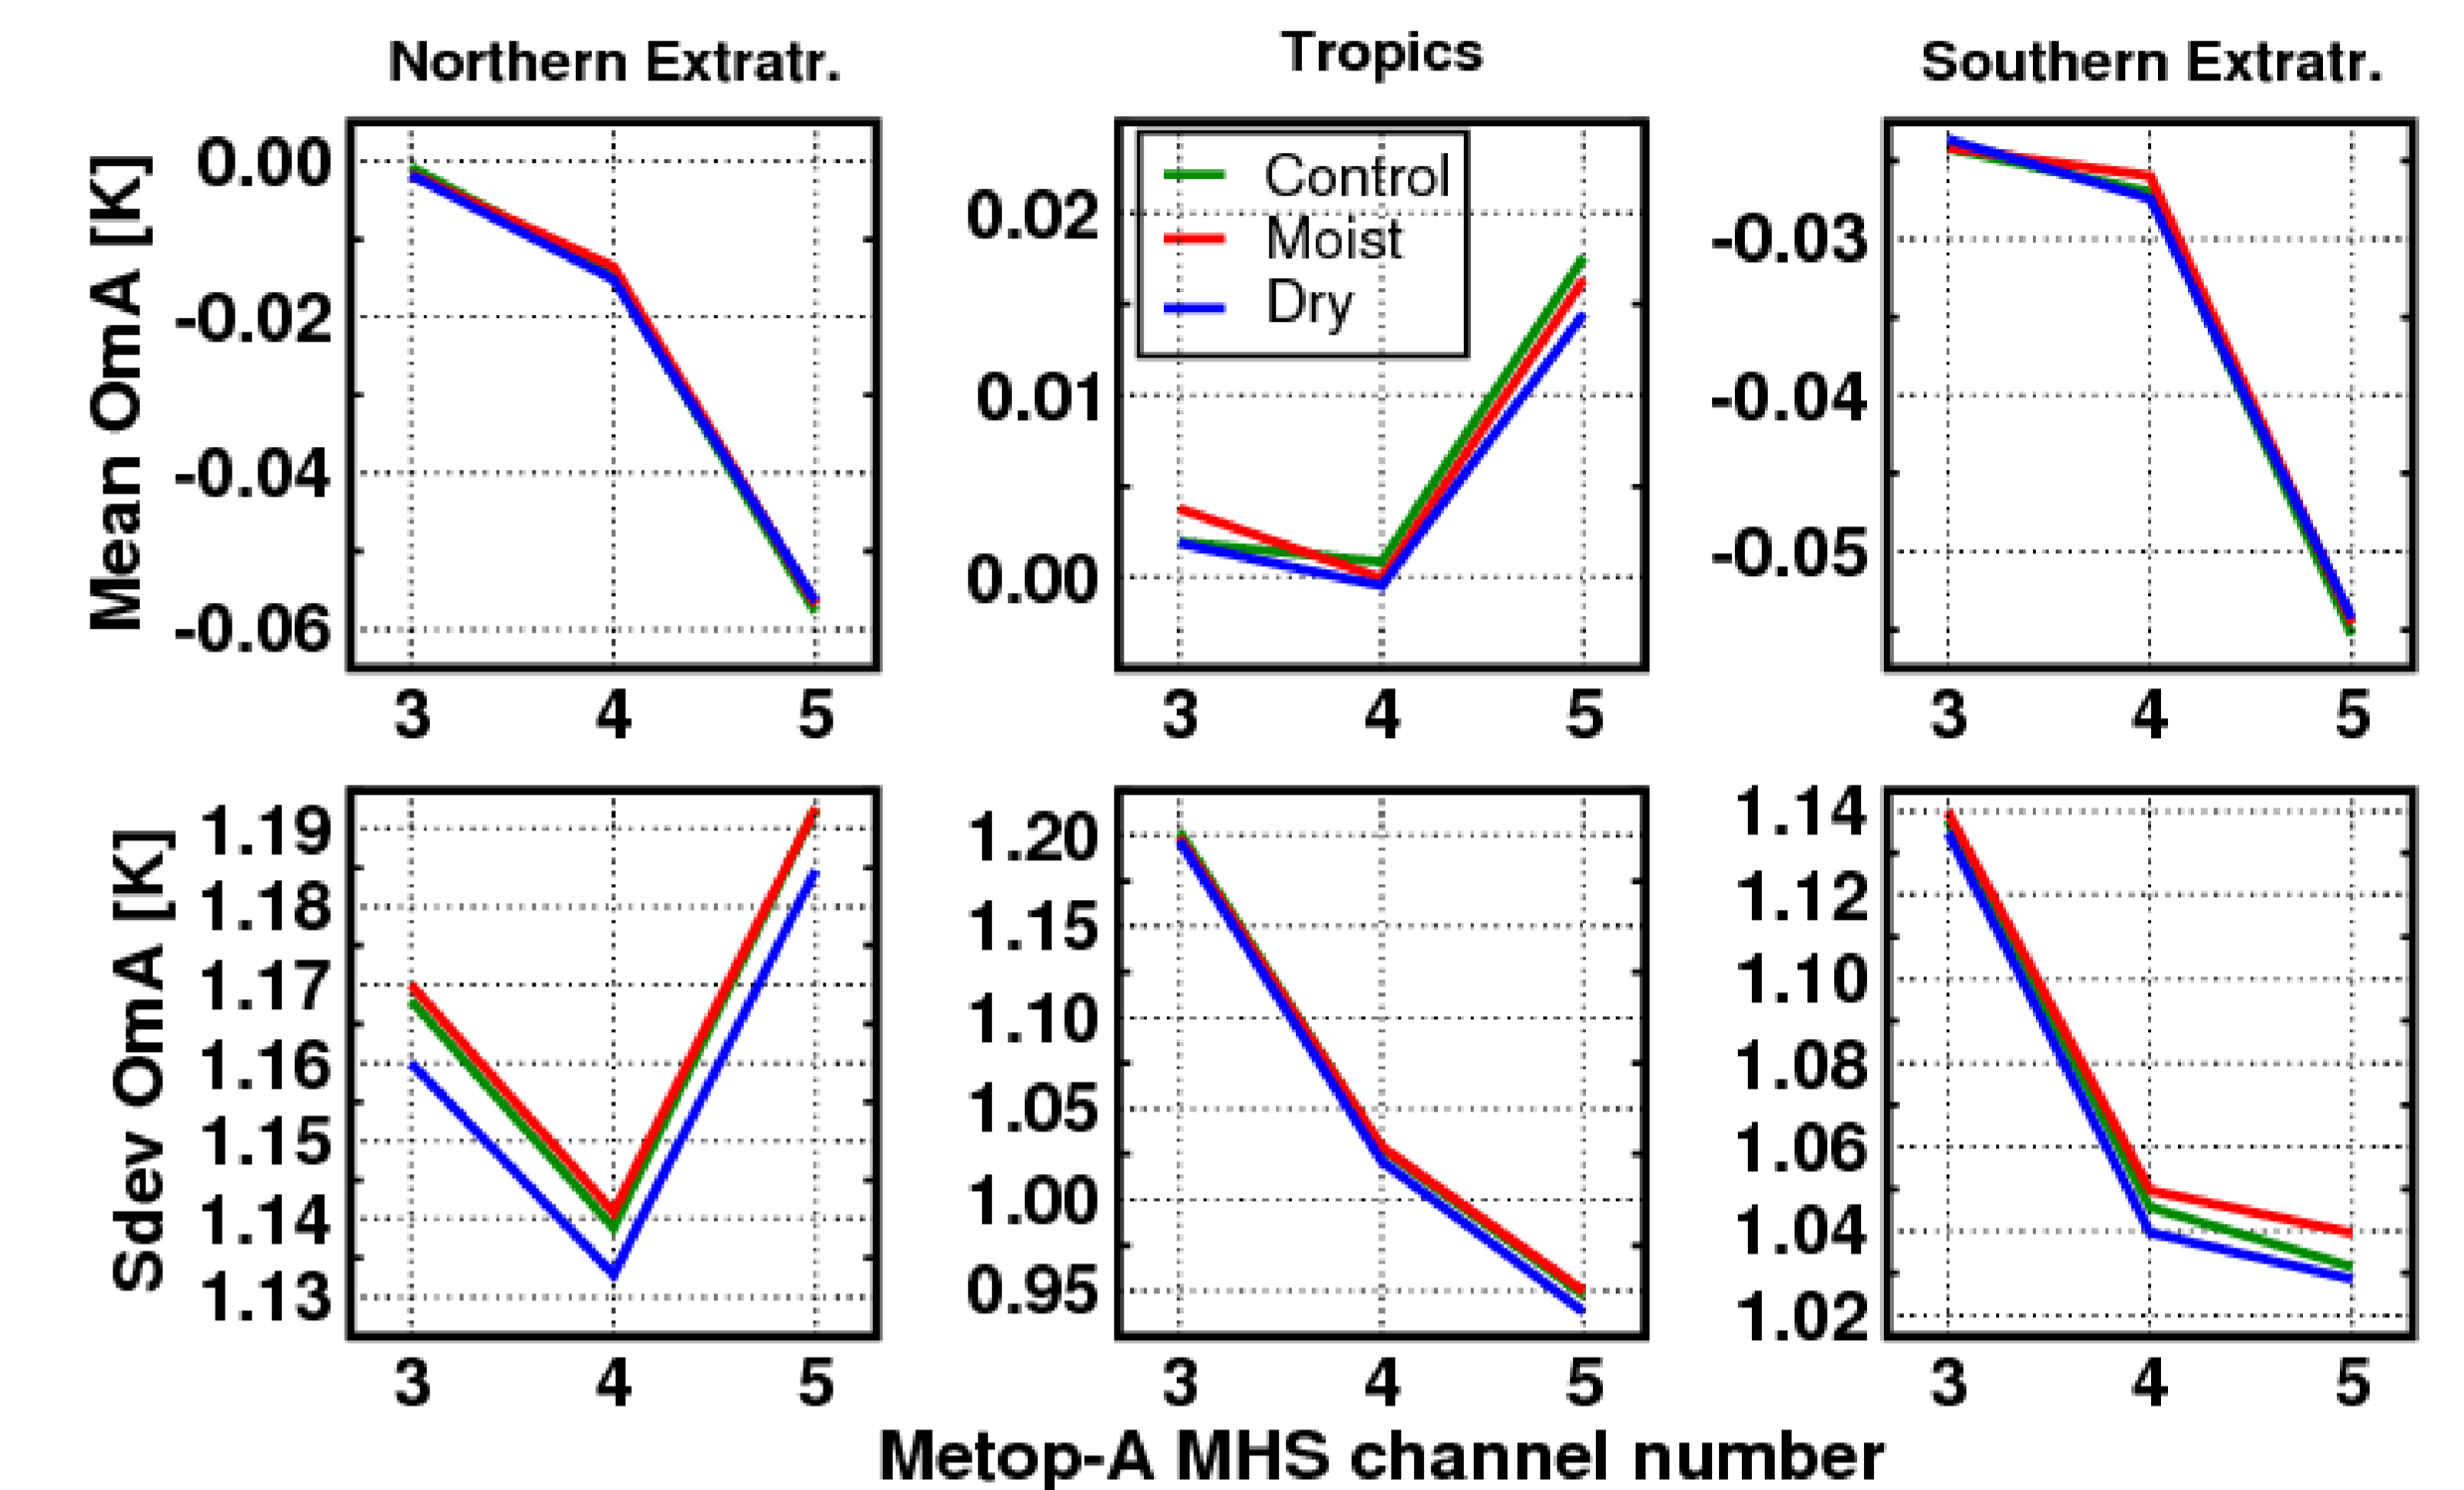 Northern Extratr.
Tropics
Southern Extratr.
Mean OmA [K]
0.00
-0.02
-0.04
-0.06
3 4 5
Control
Moist
Dry
0.02
0.01
0.00
3 4 5
-0.03
-0.04
-0.05
3 4 5
Sdev OmA [K]
1.19
1.18
1.17
1.16
1.15
1.14
1.13
3 4 5
1.20
1.15
1.10
1.05
1.00
0.95
3 4 5
1.14
1.12
1.10
1.08
1.06
1.04
1.02
3 4 5
Metop-A MHS channel number